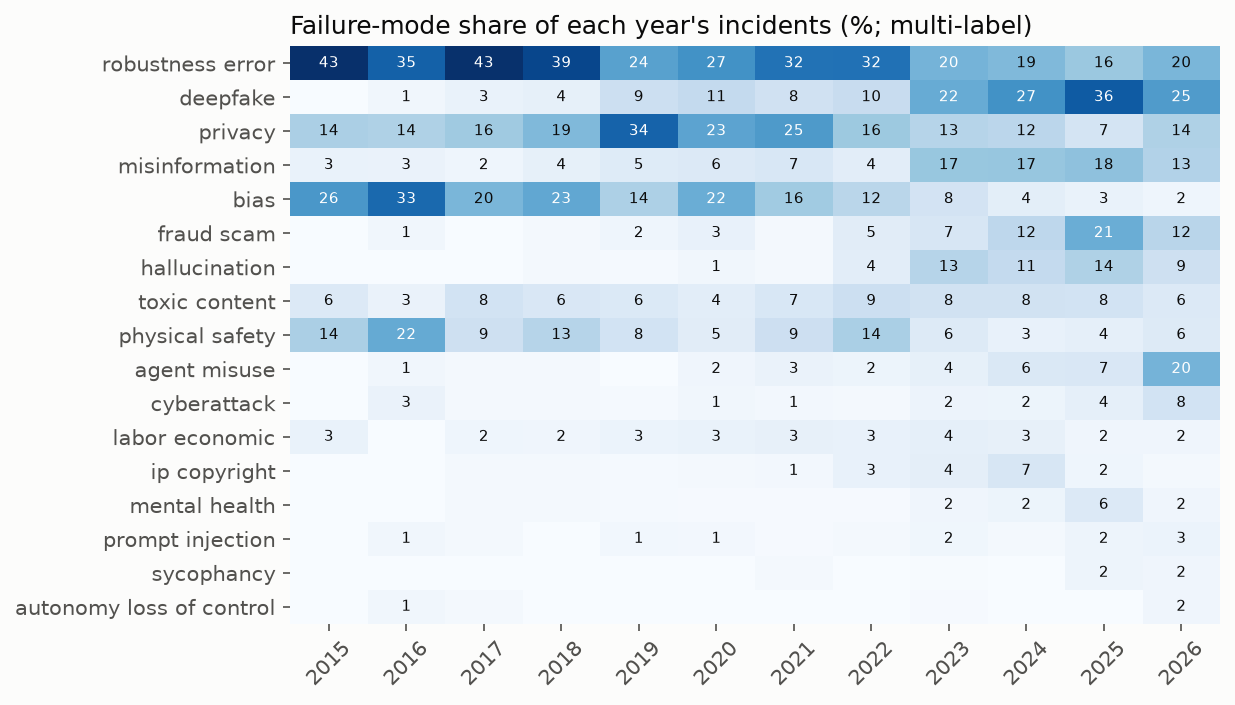 Failure-mode share of each year's incidents (%; multi-label)
robustness error 43 35 43 39 24 27 32 32 20 19 16 20
deepfake 1 3 4 9 11 8 10 22 27 36 25
privacy 14 14 16 19 34 23 25 16 13 12 7 14
misinformation 3 3 2 4 5 6 7 4 17 17 18 13
bias 26 33 20 23 14 22 16 12 8 4 3 2
fraud scam 1 2 3 5 7 12 21 12
hallucination 1 4 13 11 14 9
toxic content 6 3 8 6 6 4 7 9 8 8 8 6
physical safety 14 22 9 13 8 5 9 14 6 3 4 6
agent misuse 1 2 3 2 4 6 7 20
cyberattack 3 1 1 2 2 4 8
labor economic 3 2 2 3 3 3 3 4 3 2 2
ip copyright 1 3 4 7 2
mental health 2 2 6 2
prompt injection 1 1 1 2 2 3
sycophancy 2 2
autonomy loss of control 1 2
2015 2016 2017 2018 2019 2020 2021 2022 2023 2024 2025 2026